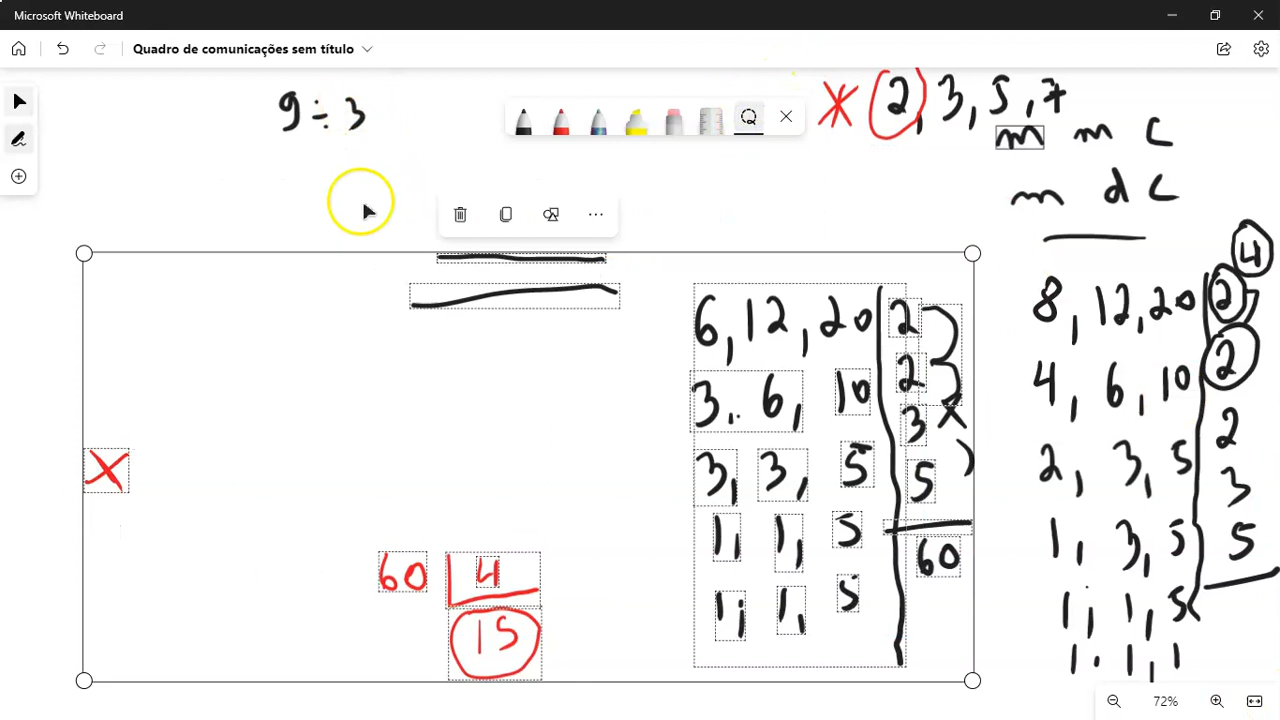 Microsoft Whiteboard
Quadro de comunicações sem título
9 ÷ 3
2, 3, 5, 7
m m c
m d c
6, 12, 20 | 2
3, 6, 10 | 2
3, 3, 5 | 3
1, 1, 5 | 5
1, 1, 5
60
X
60 | 4
15
4
8, 12, 20 | 2
4, 6, 10 | 2
2, 3, 5 | 2
1, 3, 5 | 3
1, 1, 5 | 5
1, 1, 1
72%